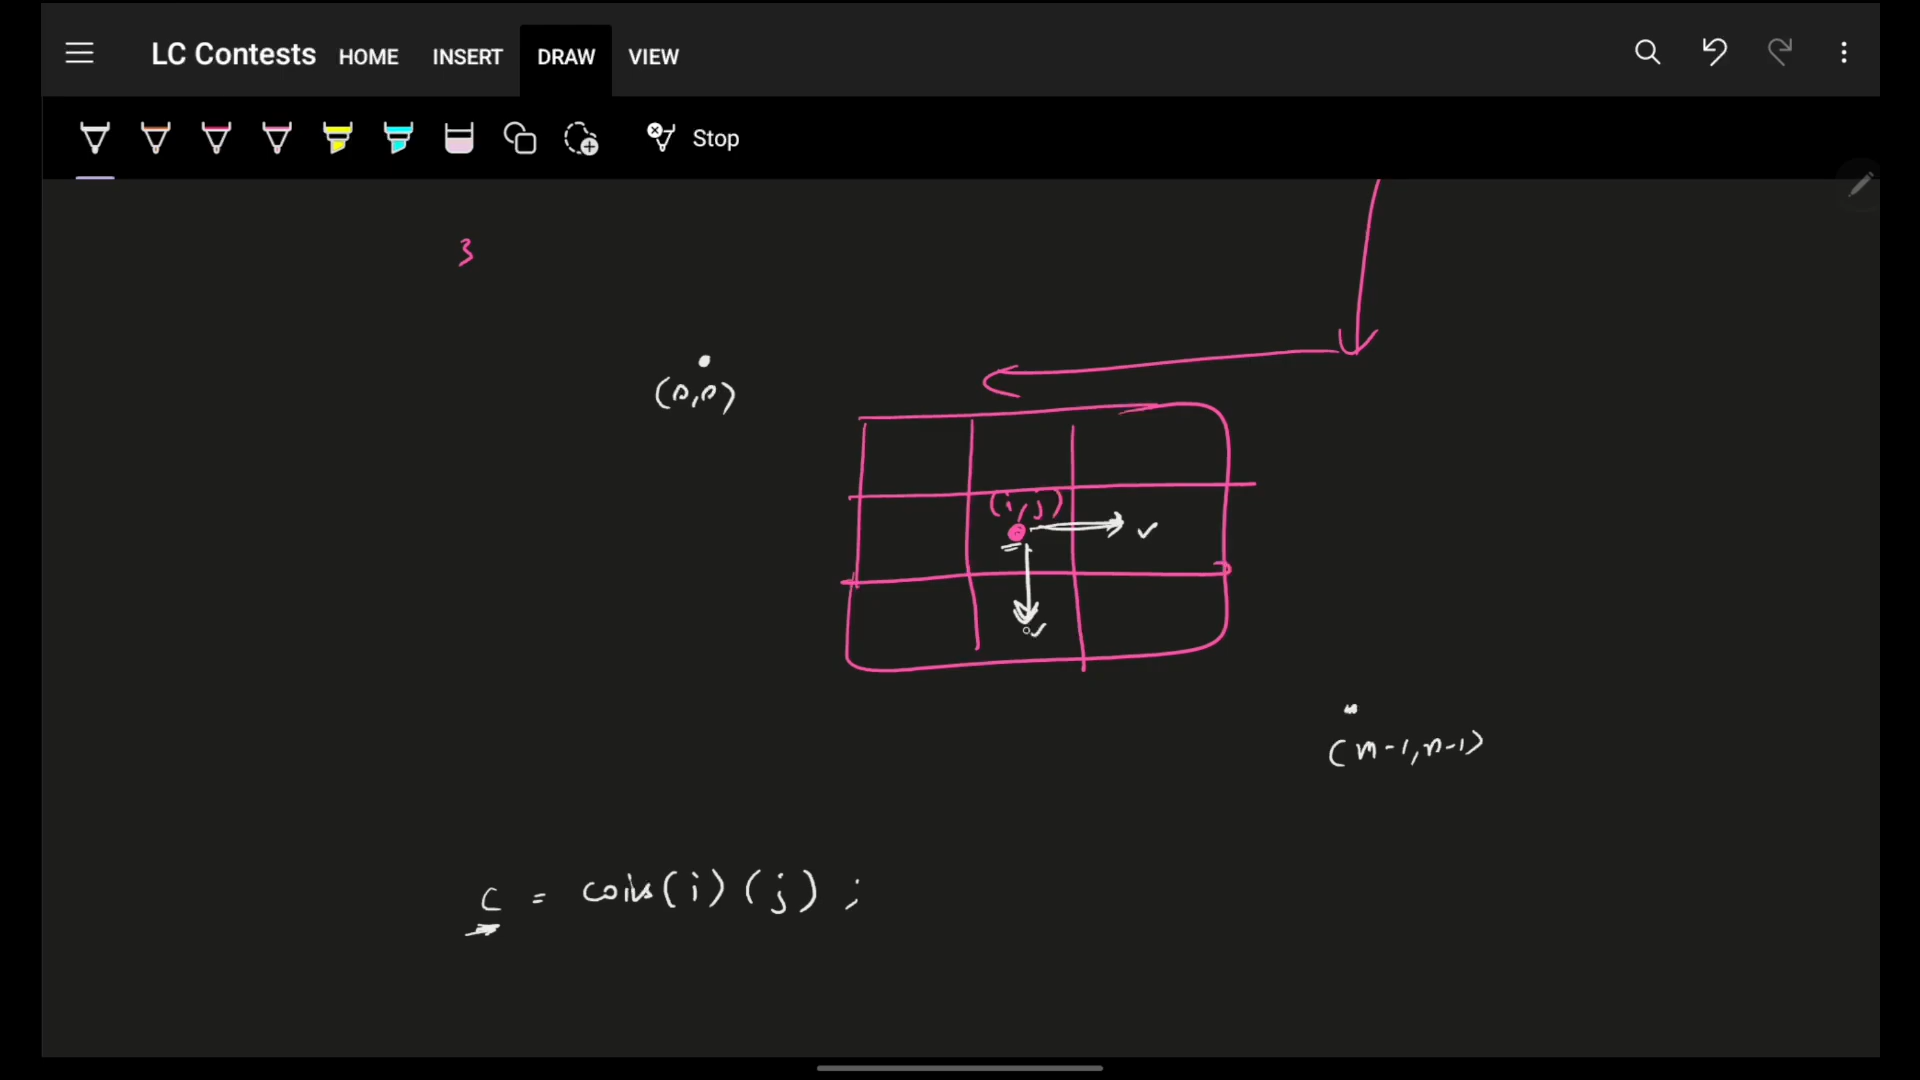 LC Contests HOME INSERT DRAW VIEW
Stop
3
(0,0)
(i,j)
(m-1,n-1)
c = coins(i)(j);